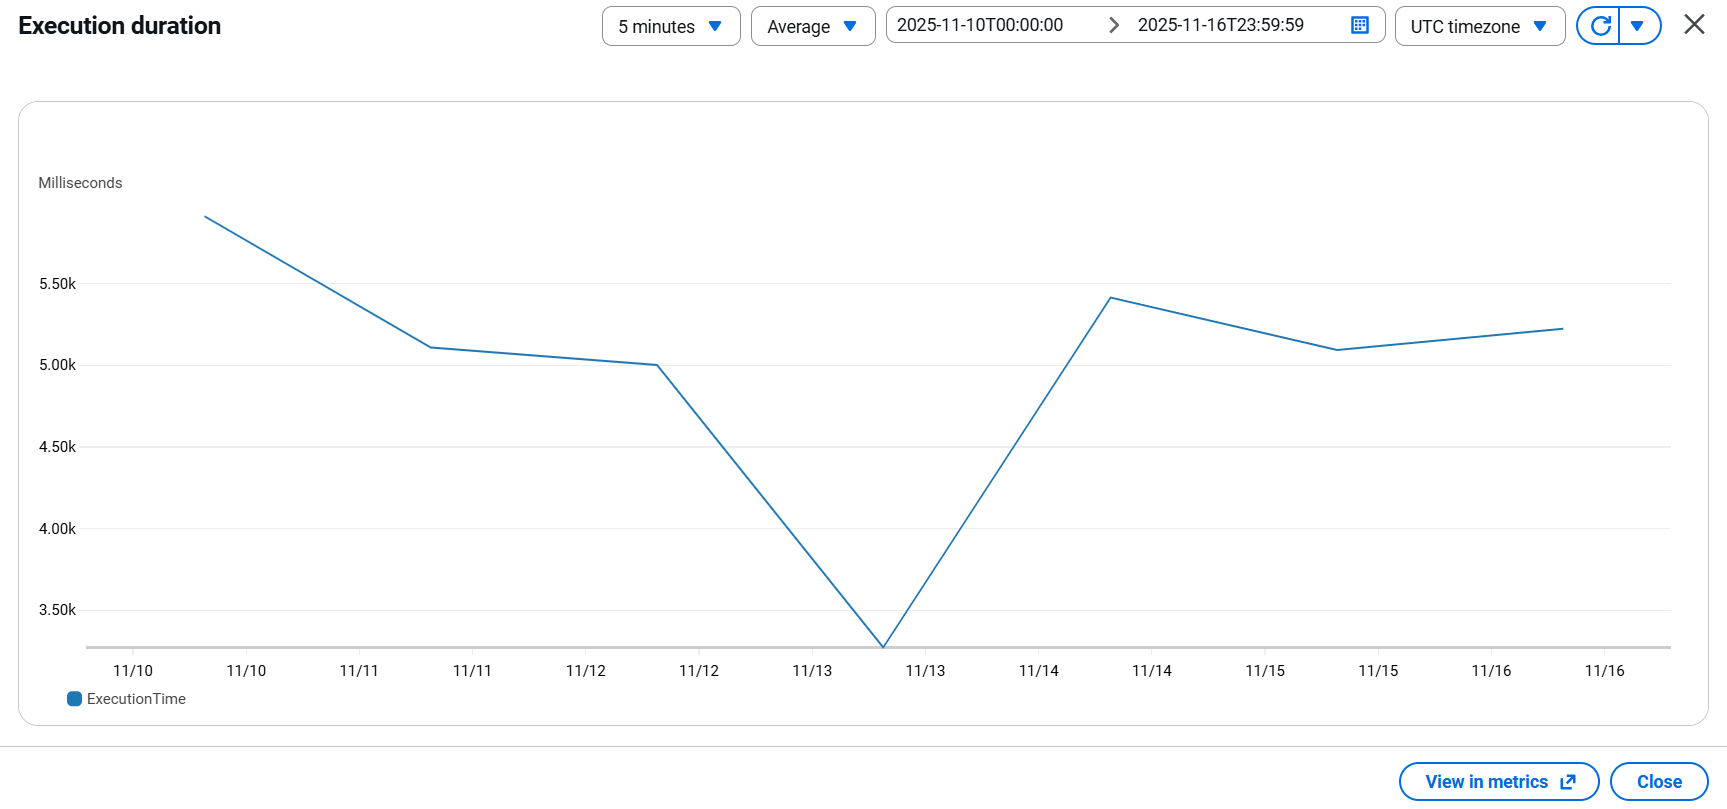 Execution duration
5 minutes
Average
2025-11-10T00:00:00
2025-11-16T23:59:59
UTC timezone
Milliseconds
5.50k
5.00k
4.50k
4.00k
3.50k
11/10 11/10 11/11 11/11 11/12 11/12 11/13 11/13 11/14 11/14 11/15 11/15 11/16 11/16
ExecutionTime
View in metrics
Close